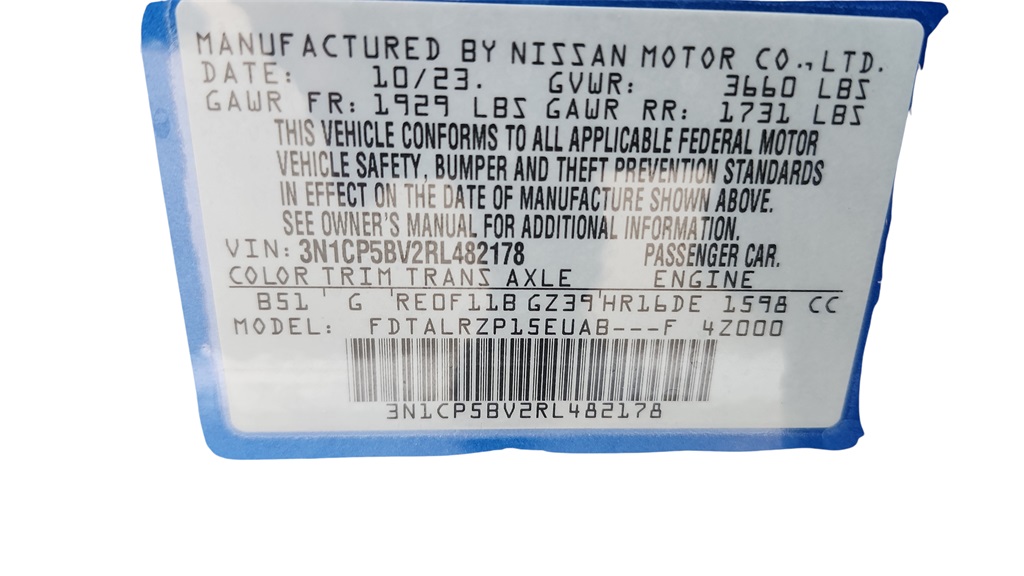 MANUFACTURED BY NISSAN MOTOR CO.,LTD.
DATE: 10/23. GVWR: 3660 LBS
GAWR FR: 1929 LBS GAWR RR: 1731 LBS
THIS VEHICLE CONFORMS TO ALL APPLICABLE FEDERAL MOTOR
VEHICLE SAFETY, BUMPER AND THEFT PREVENTION STANDARDS
IN EFFECT ON THE DATE OF MANUFACTURE SHOWN ABOVE.
SEE OWNER'S MANUAL FOR ADDITIONAL INFORMATION.
VIN: 3N1CP5BV2RL482178 PASSENGER CAR.
COLOR TRIM TRANS AXLE ENGINE
B51 ' G 'RE0F11B GZ39'HR16DE 1598 CC
MODEL: FDTALRZP15EUAB---F 4Z000
3N1CP5BV2RL482178